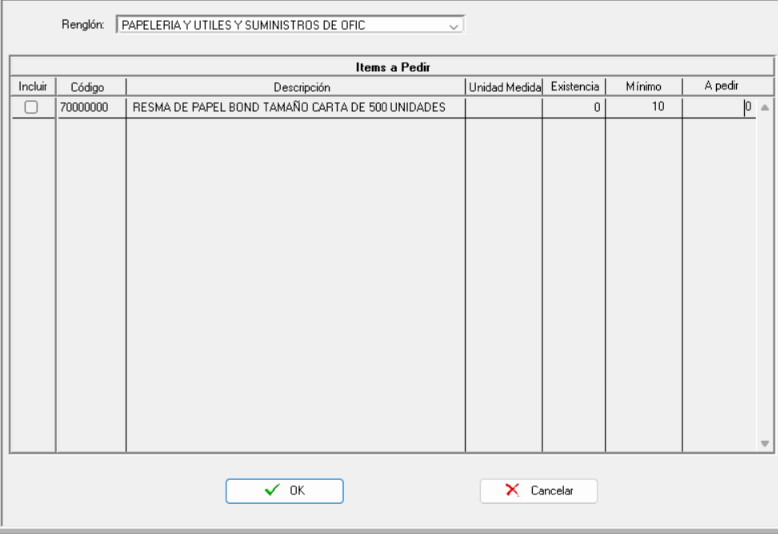 Renglón: PAPELERIA Y UTILES Y SUMINISTROS DE OFIC
Items a Pedir
Incluir Código Descripción Unidad Medida Existencia Mínimo A pedir
70000000 RESMA DE PAPEL BOND TAMAÑO CARTA DE 500 UNIDADES 0 10 0
OK Cancelar